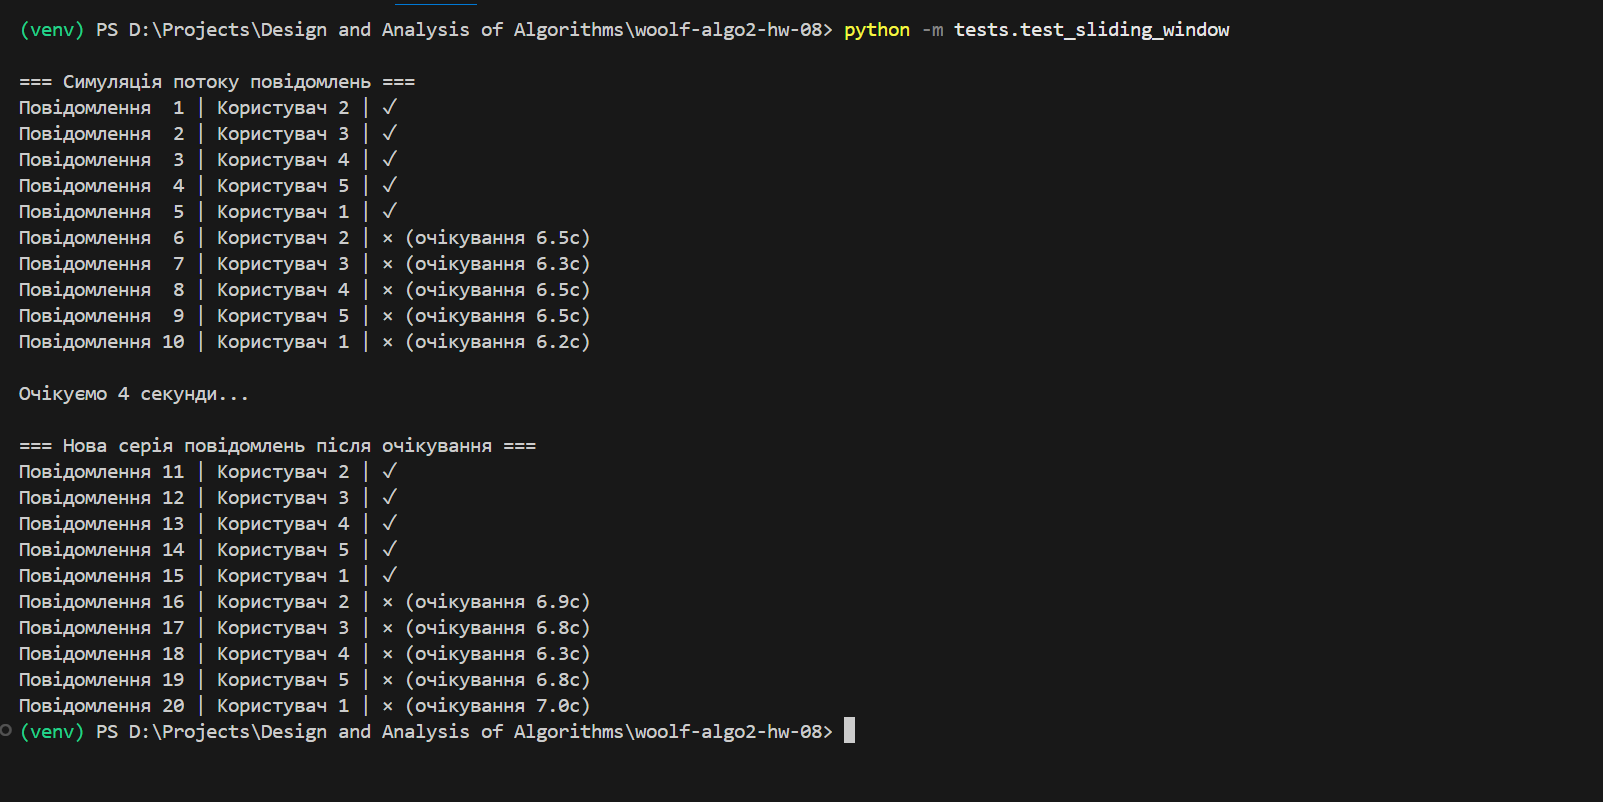 (venv) PS D:\Projects\Design and Analysis of Algorithms\woolf-algo2-hw-08> python -m tests.test_sliding_window
=== Симуляція потоку повідомлень ===
Повідомлення  1 | Користувач 2 | ✓
Повідомлення  2 | Користувач 3 | ✓
Повідомлення  3 | Користувач 4 | ✓
Повідомлення  4 | Користувач 5 | ✓
Повідомлення  5 | Користувач 1 | ✓
Повідомлення  6 | Користувач 2 | × (очікування 6.5с)
Повідомлення  7 | Користувач 3 | × (очікування 6.3с)
Повідомлення  8 | Користувач 4 | × (очікування 6.5с)
Повідомлення  9 | Користувач 5 | × (очікування 6.5с)
Повідомлення 10 | Користувач 1 | × (очікування 6.2с)
Очікуємо 4 секунди...
=== Нова серія повідомлень після очікування ===
Повідомлення 11 | Користувач 2 | ✓
Повідомлення 12 | Користувач 3 | ✓
Повідомлення 13 | Користувач 4 | ✓
Повідомлення 14 | Користувач 5 | ✓
Повідомлення 15 | Користувач 1 | ✓
Повідомлення 16 | Користувач 2 | × (очікування 6.9с)
Повідомлення 17 | Користувач 3 | × (очікування 6.8с)
Повідомлення 18 | Користувач 4 | × (очікування 6.3с)
Повідомлення 19 | Користувач 5 | × (очікування 6.8с)
Повідомлення 20 | Користувач 1 | × (очікування 7.0с)
(venv) PS D:\Projects\Design and Analysis of Algorithms\woolf-algo2-hw-08>